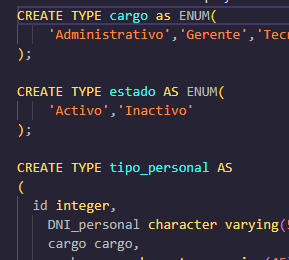 CREATE TYPE cargo as ENUM(
'Administrativo','Gerente',
);
CREATE TYPE estado AS ENUM(
'Activo','Inactivo'
);
CREATE TYPE tipo_personal AS
(
id integer,
DNI_personal character varying(
cargo cargo,